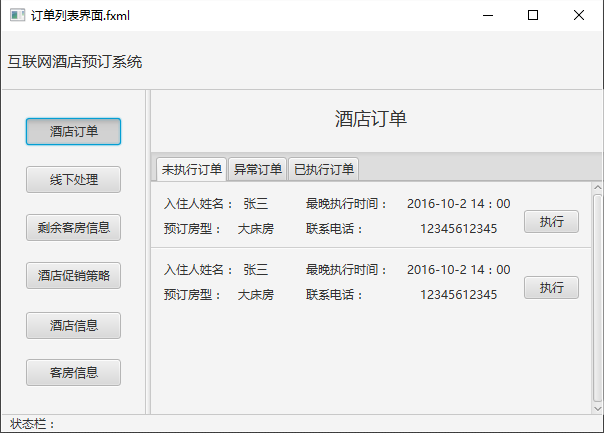 订单列表界面.fxml
互联网酒店预订系统
酒店订单
线下处理
剩余客房信息
酒店促销策略
酒店信息
客房信息
酒店订单
未执行订单 异常订单 已执行订单
入住人姓名： 张三 最晚执行时间： 2016-10-2 14：00
预订房型： 大床房 联系电话： 12345612345
执行
入住人姓名： 张三 最晚执行时间： 2016-10-2 14：00
预订房型： 大床房 联系电话： 12345612345
执行
状态栏：